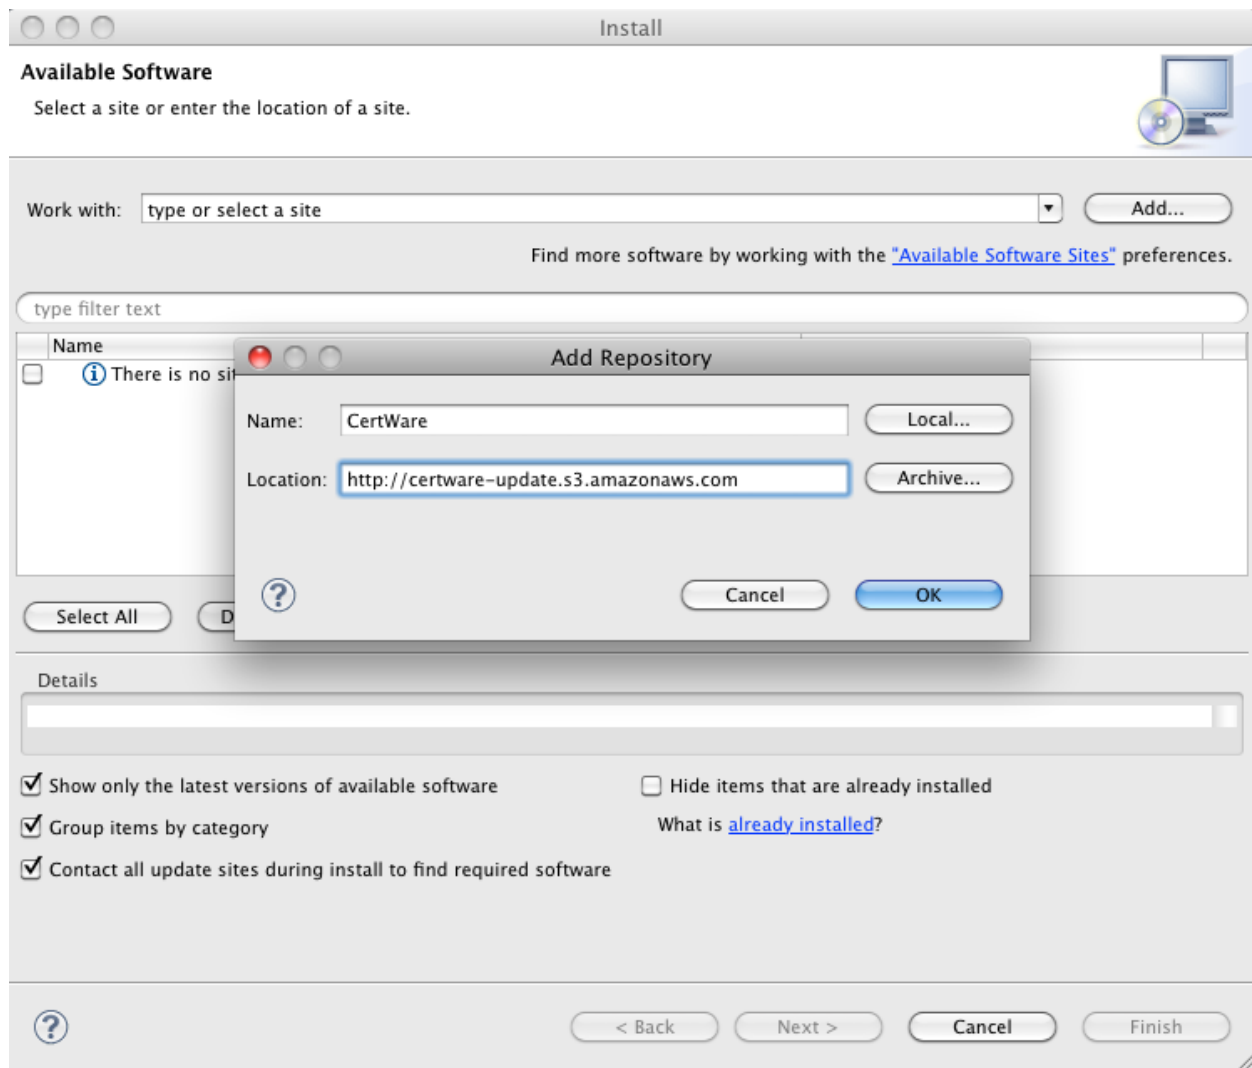 Install
Available Software
Select a site or enter the location of a site.
Work with: type or select a site Add...
Find more software by working with the "Available Software Sites" preferences.
type filter text
Name
There is no
Add Repository
Name: CertWare Local...
Location: http://certware-update.s3.amazonaws.com Archive...
? Cancel OK
Select All D
Details
Show only the latest versions of available software Hide items that are already installed
Group items by category What is already installed?
Contact all update sites during install to find required software
? < Back Next > Cancel Finish